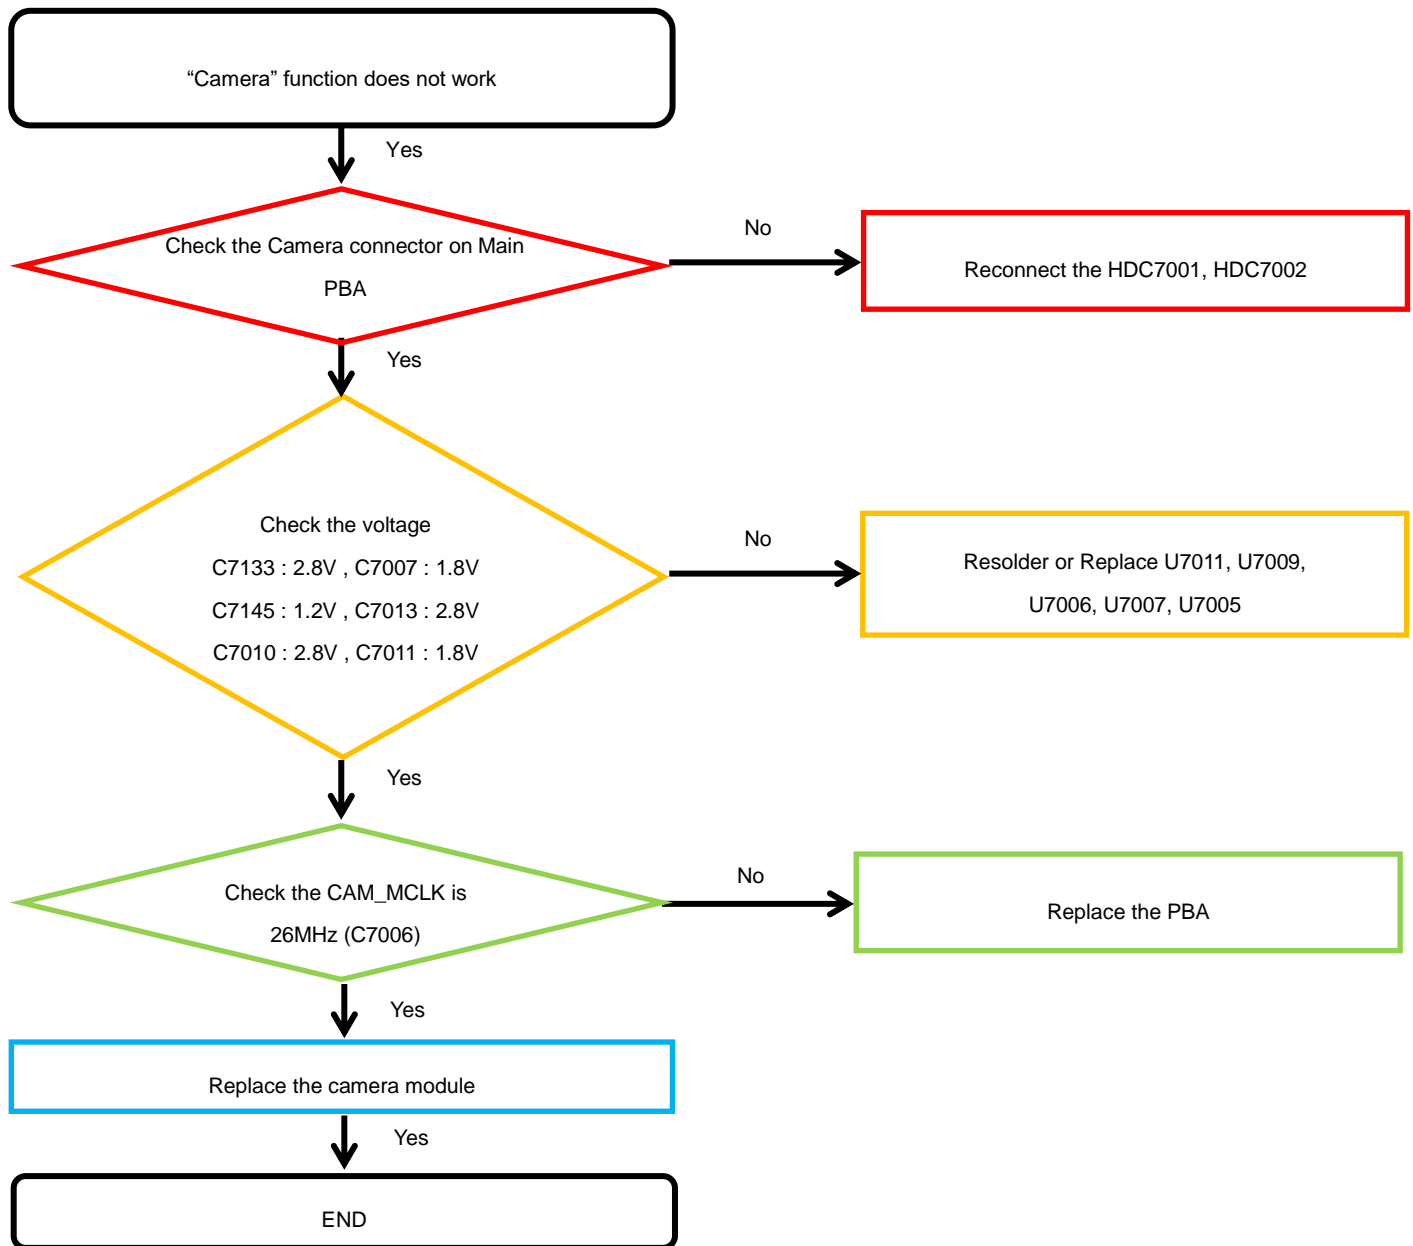 “Camera” function does not work
Yes
Check the Camera connector on Main
PBA
No
Reconnect the HDC7001, HDC7002
Yes
Check the voltage
C7133 : 2.8V , C7007 : 1.8V
C7145 : 1.2V , C7013 : 2.8V
C7010 : 2.8V , C7011 : 1.8V
No
Resolder or Replace U7011, U7009,
U7006, U7007, U7005
Yes
Check the CAM_MCLK is
26MHz (C7006)
No
Replace the PBA
Yes
Replace the camera module
Yes
END